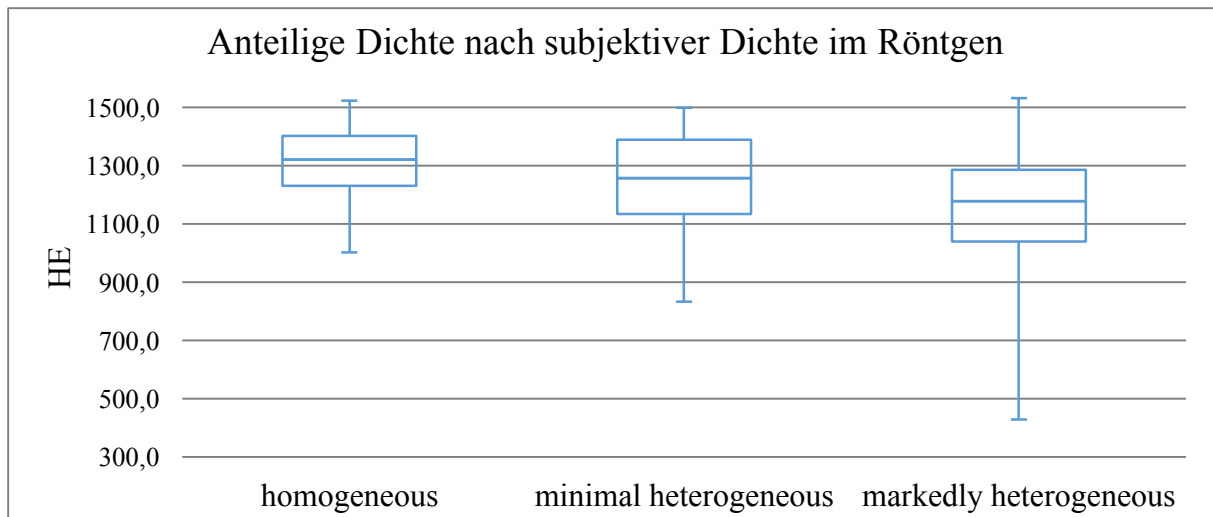 Anteilige Dichte nach subjektiver Dichte im Röntgen
1500,0
1300,0
1100,0
900,0
700,0
500,0
300,0
HE
homogeneous
minimal heterogeneous
markedly heterogeneous